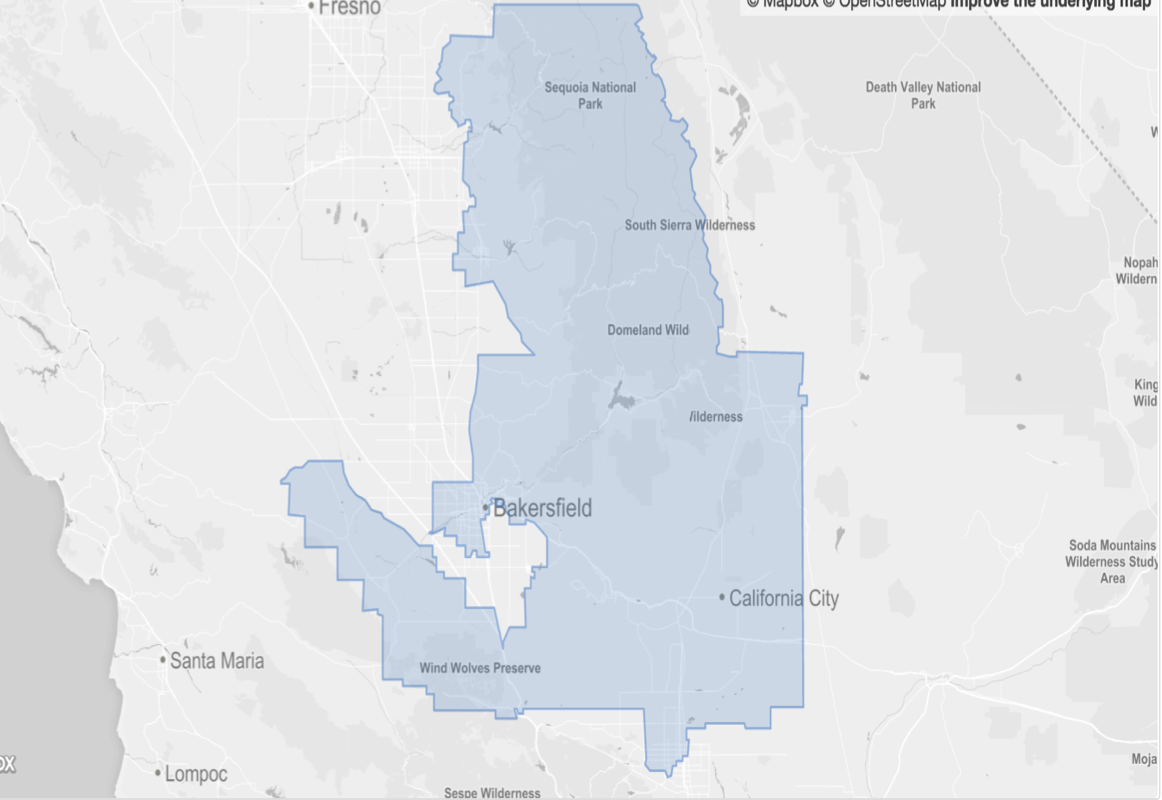 Fresno
© Mapbox © OpenStreetMap Improve the underlying map
Sequoia National
Park
Death Valley National
Park
South Sierra Wilderness
Nopah
Wildern
Domeland Wild
King
Wild
/ilderness
Bakersfield
Soda Mountains
Wilderness Study
Area
California City
Santa Maria
Wind Wolves Preserve
Moja
Lompoc
Sespe Wilderness